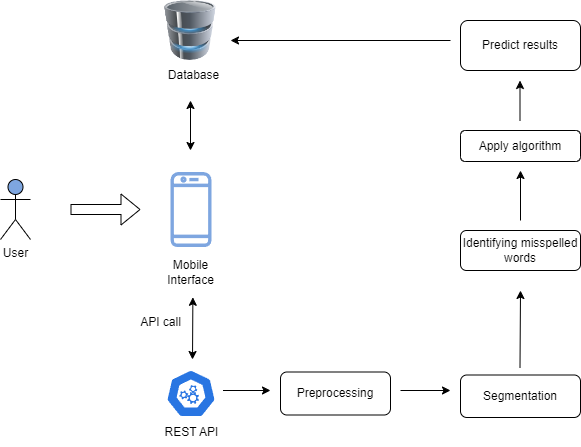 Predict results
Database
Apply algorithm
User
Identifying misspelled
words
Mobile
Interface
API call
Preprocessing
Segmentation
REST API